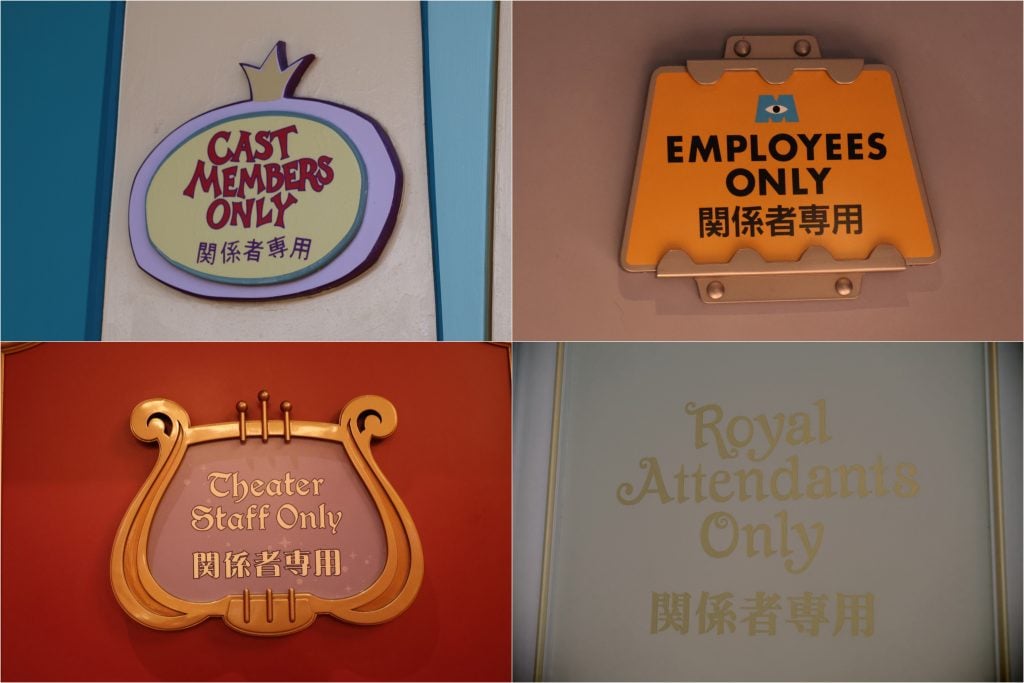 CAST
MEMBERS
ONLY
関係者専用
M
EMPLOYEES
ONLY
関係者専用
Theater
Staff Only
関係者専用
Royal
Attendants
Only
関係者専用